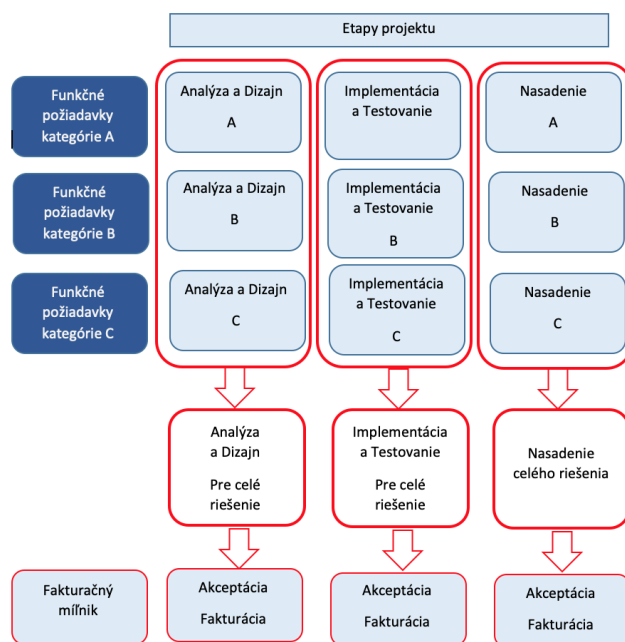 Etapy projektu
Funkčné
požiadavky
kategórie A
Analýza a Dizajn
A
Implementácia
a Testovanie
Nasadenie
A
Funkčné
požiadavky
kategórie B
Analýza a Dizajn
B
Implementácia
a Testovanie
B
Nasadenie
B
Funkčné
požiadavky
kategórie C
Analýza a Dizajn
C
Implementácia
a Testovanie
C
Nasadenie
C
Analýza
a Dizajn
Pre celé
riešenie
Implementácia
a Testovanie
Pre celé
riešenie
Nasadenie
celého riešenia
Fakturačný
míľnik
Akceptácia
Fakturácia
Akceptácia
Fakturácia
Akceptácia
Fakturácia